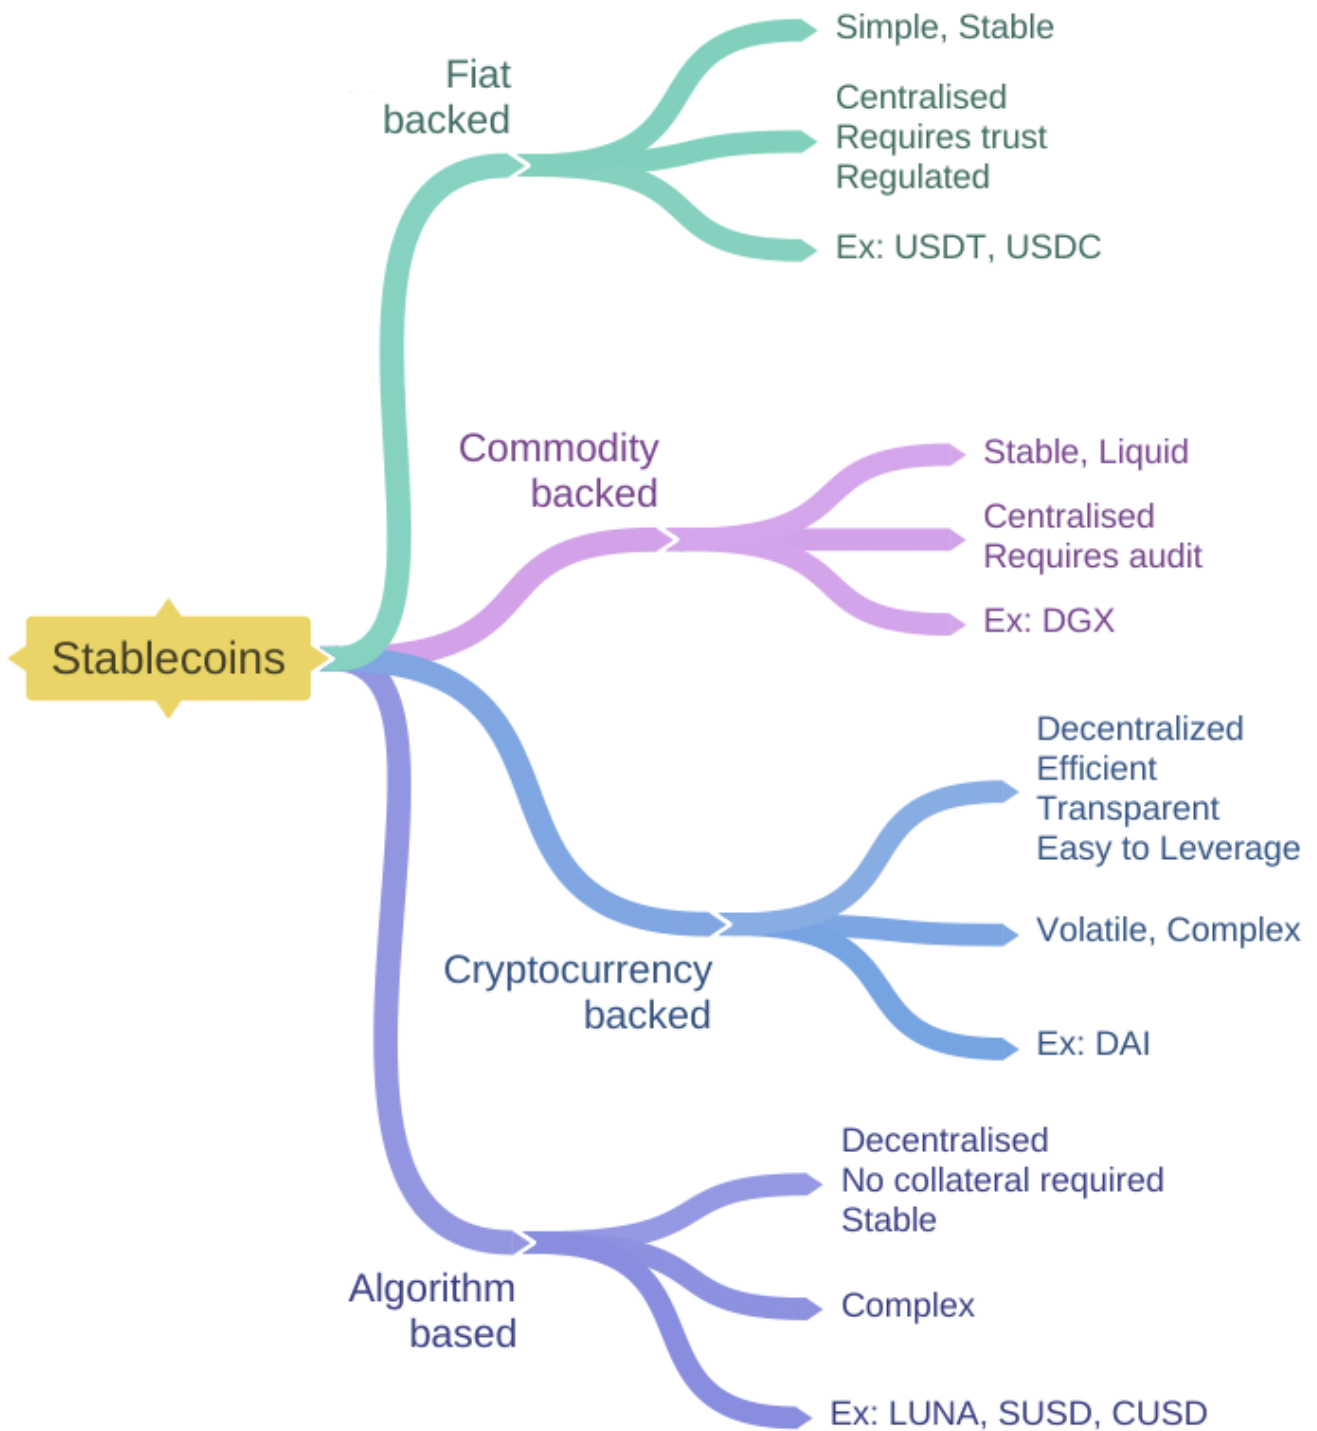 Fiat
backed
Simple, Stable
Centralised
Requires trust
Regulated
Ex: USDT, USDC
Commodity
backed
Stable, Liquid
Centralised
Requires audit
Ex: DGX
Stablecoins
Cryptocurrency
backed
Decentralized
Efficient
Transparent
Easy to Leverage
Volatile, Complex
Ex: DAI
Algorithm
based
Decentralised
No collateral required
Stable
Complex
Ex: LUNA, SUSD, CUSD